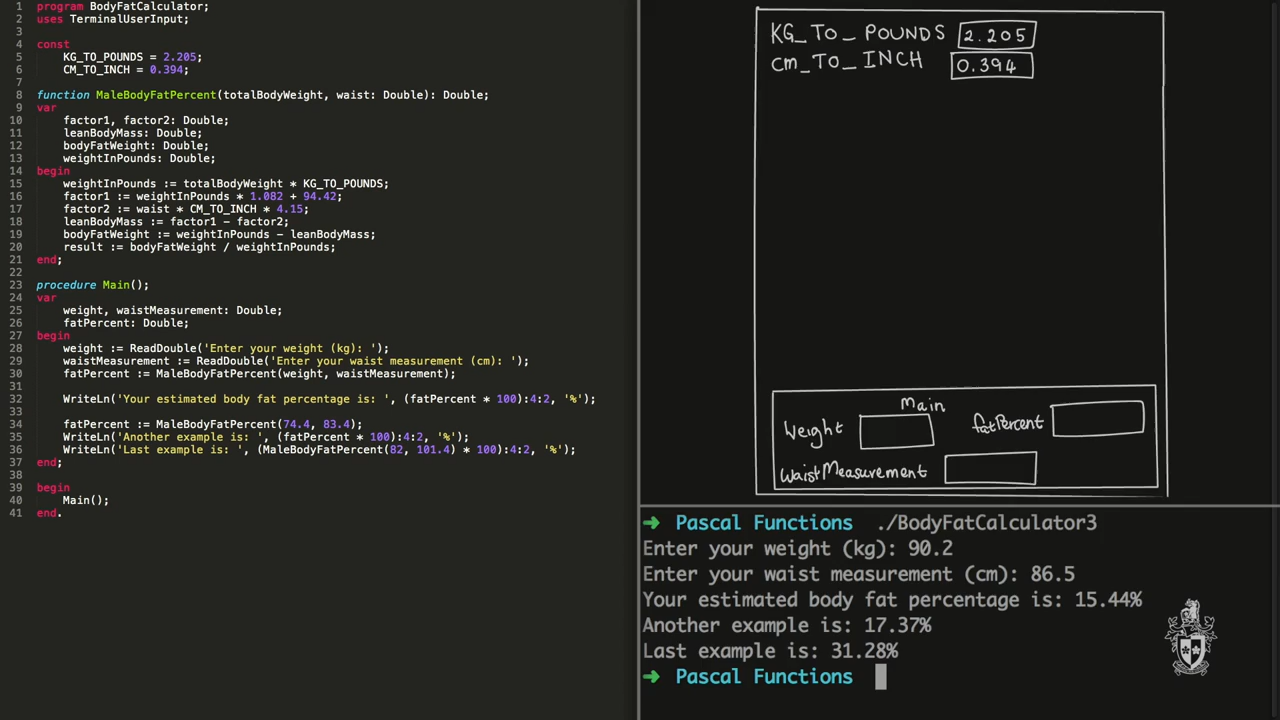 1 program BodyFatCalculator;
2 uses TerminalUserInput;
3
4 const
5 KG_TO_POUNDS = 2.205;
6 CM_TO_INCH = 0.394;
7
8 function MaleBodyFatPercent(totalBodyWeight, waist: Double): Double;
9 var
10 factor1, factor2: Double;
11 leanBodyMass: Double;
12 bodyFatWeight: Double;
13 weightInPounds: Double;
14 begin
15 weightInPounds := totalBodyWeight * KG_TO_POUNDS;
16 factor1 := weightInPounds * 1.082 + 94.42;
17 factor2 := waist * CM_TO_INCH * 4.15;
18 leanBodyMass := factor1 - factor2;
19 bodyFatWeight := weightInPounds - leanBodyMass;
20 result := bodyFatWeight / weightInPounds;
21 end;
22
23 procedure Main();
24 var
25 weight, waistMeasurement: Double;
26 fatPercent: Double;
27 begin
28 weight := ReadDouble('Enter your weight (kg): ');
29 waistMeasurement := ReadDouble('Enter your waist measurement (cm): ');
30 fatPercent := MaleBodyFatPercent(weight, waistMeasurement);
31
32 WriteLn('Your estimated body fat percentage is: ', (fatPercent * 100):4:2, '%');
33
34 fatPercent := MaleBodyFatPercent(74.4, 83.4);
35 WriteLn('Another example is: ', (fatPercent * 100):4:2, '%');
36 WriteLn('Last example is: ', (MaleBodyFatPercent(82, 101.4) * 100):4:2, '%');
37 end;
38
39 begin
40 Main();
41 end.
KG_TO_POUNDS 2.205
cm_TO_INCH 0.394
Main
Weight fatPercent
WaistMeasurement
➜ Pascal Functions ./BodyFatCalculator3
Enter your weight (kg): 90.2
Enter your waist measurement (cm): 86.5
Your estimated body fat percentage is: 15.44%
Another example is: 17.37%
Last example is: 31.28%
➜ Pascal Functions